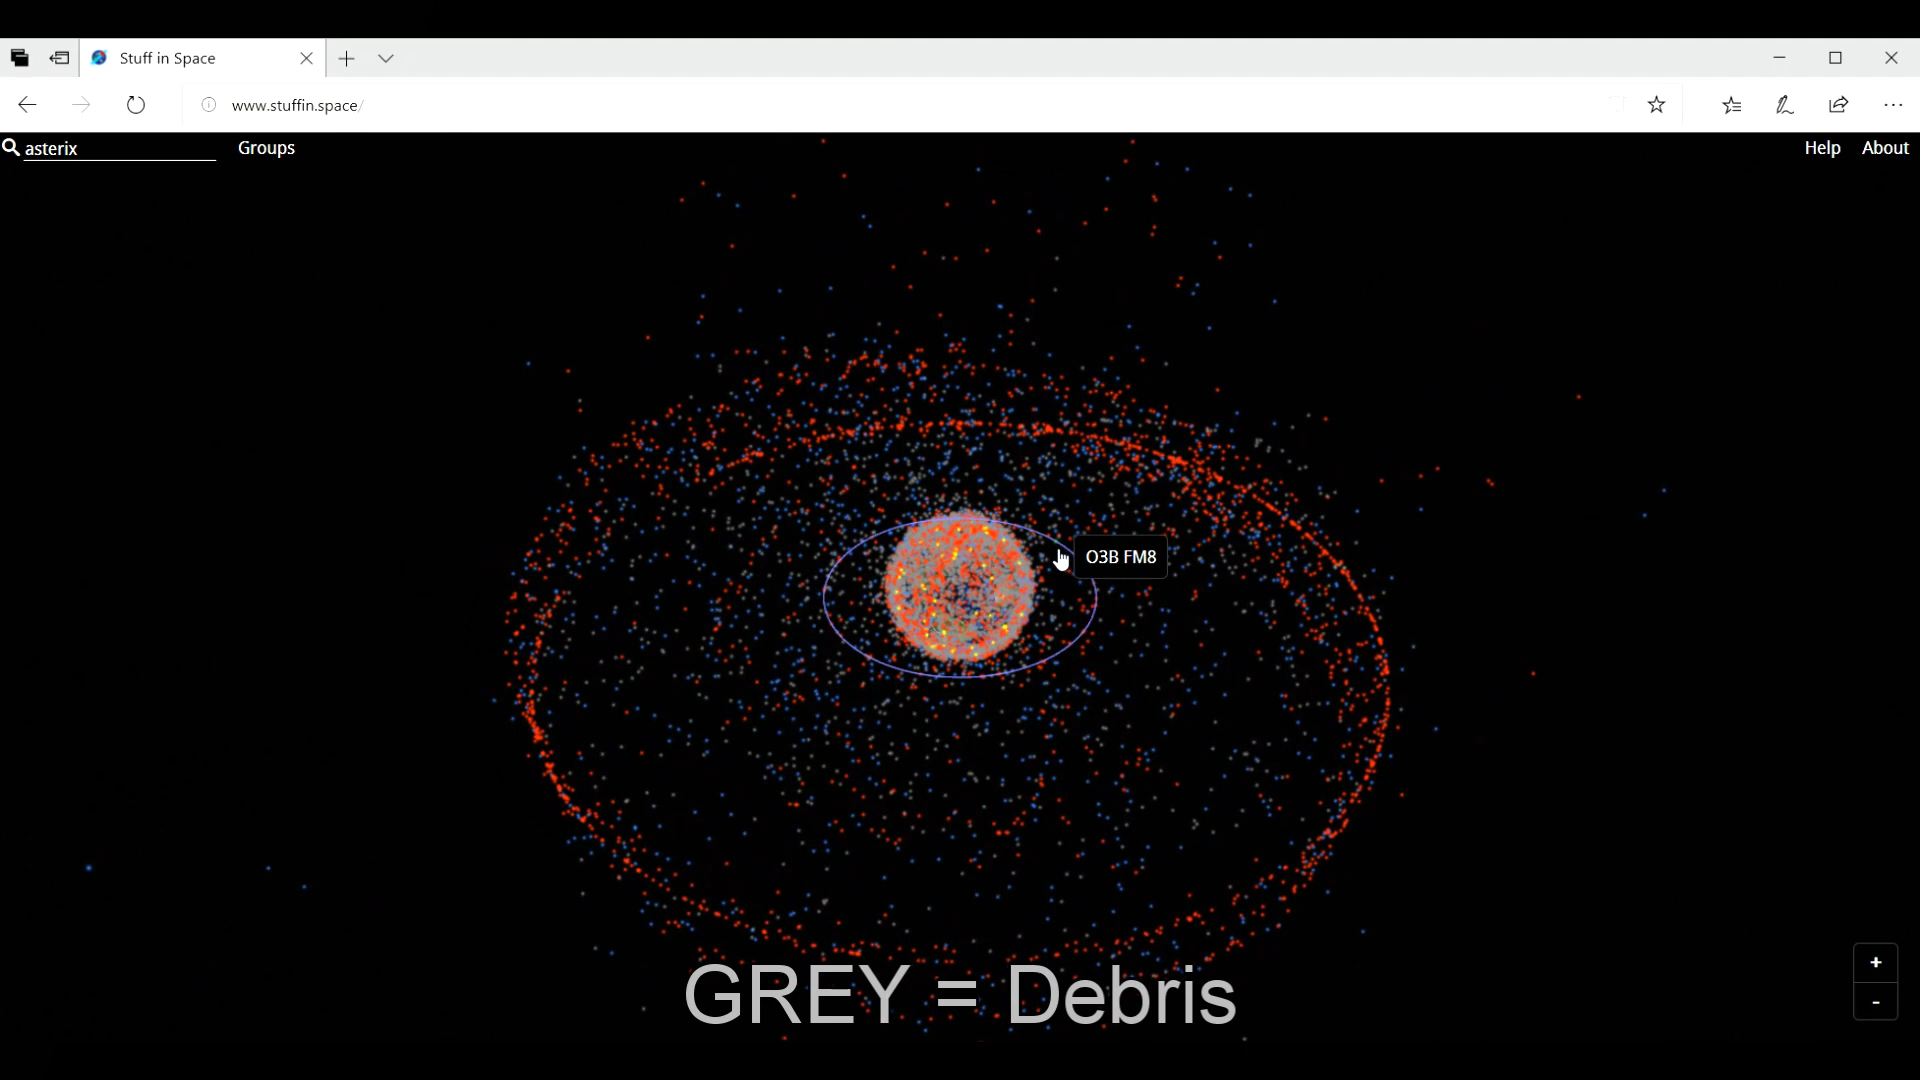 Stuff in Space
www.stuffin.space/
asterix Groups Help About
O3B FM8
+
-
GREY = Debris